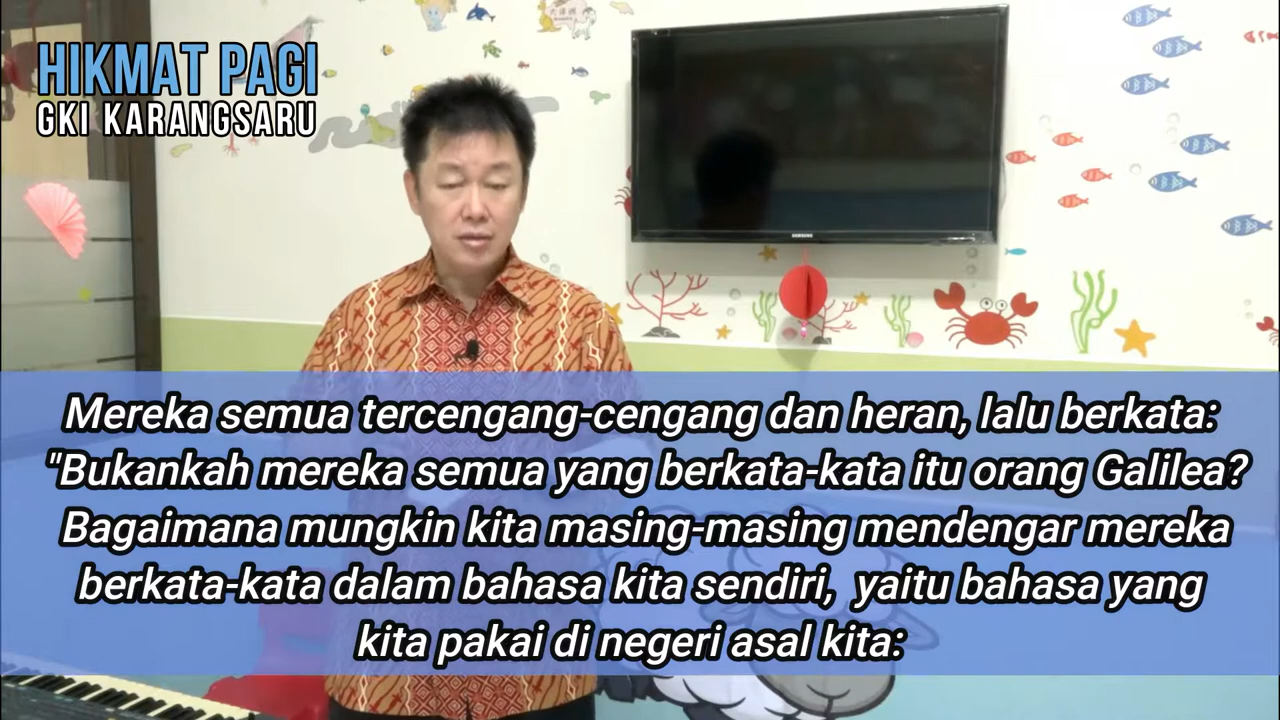 HIKMAT PAGI
GKI KARANGSARU
SAMSUNG
Mereka semua tercengang-cengang dan heran, lalu berkata:
"Bukankah mereka semua yang berkata-kata itu orang Galilea?
Bagaimana mungkin kita masing-masing mendengar mereka
berkata-kata dalam bahasa kita sendiri, yaitu bahasa yang
kita pakai di negeri asal kita: